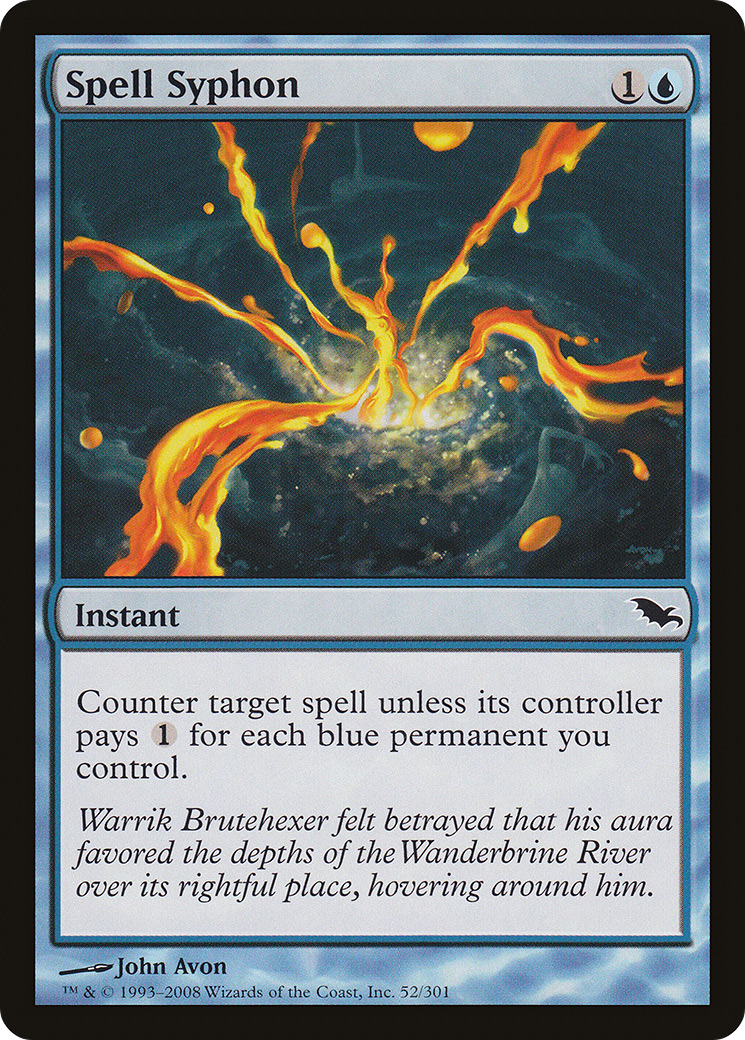 Spell Syphon 1
Instant
Counter target spell unless its controller
pays 1 for each blue permanent you
control.
Warrik Brutehexer felt betrayed that his aura
favored the depths of the Wanderbrine River
over its rightful place, hovering around him.
John Avon
™ & © 1993–2008 Wizards of the Coast, Inc. 52/301